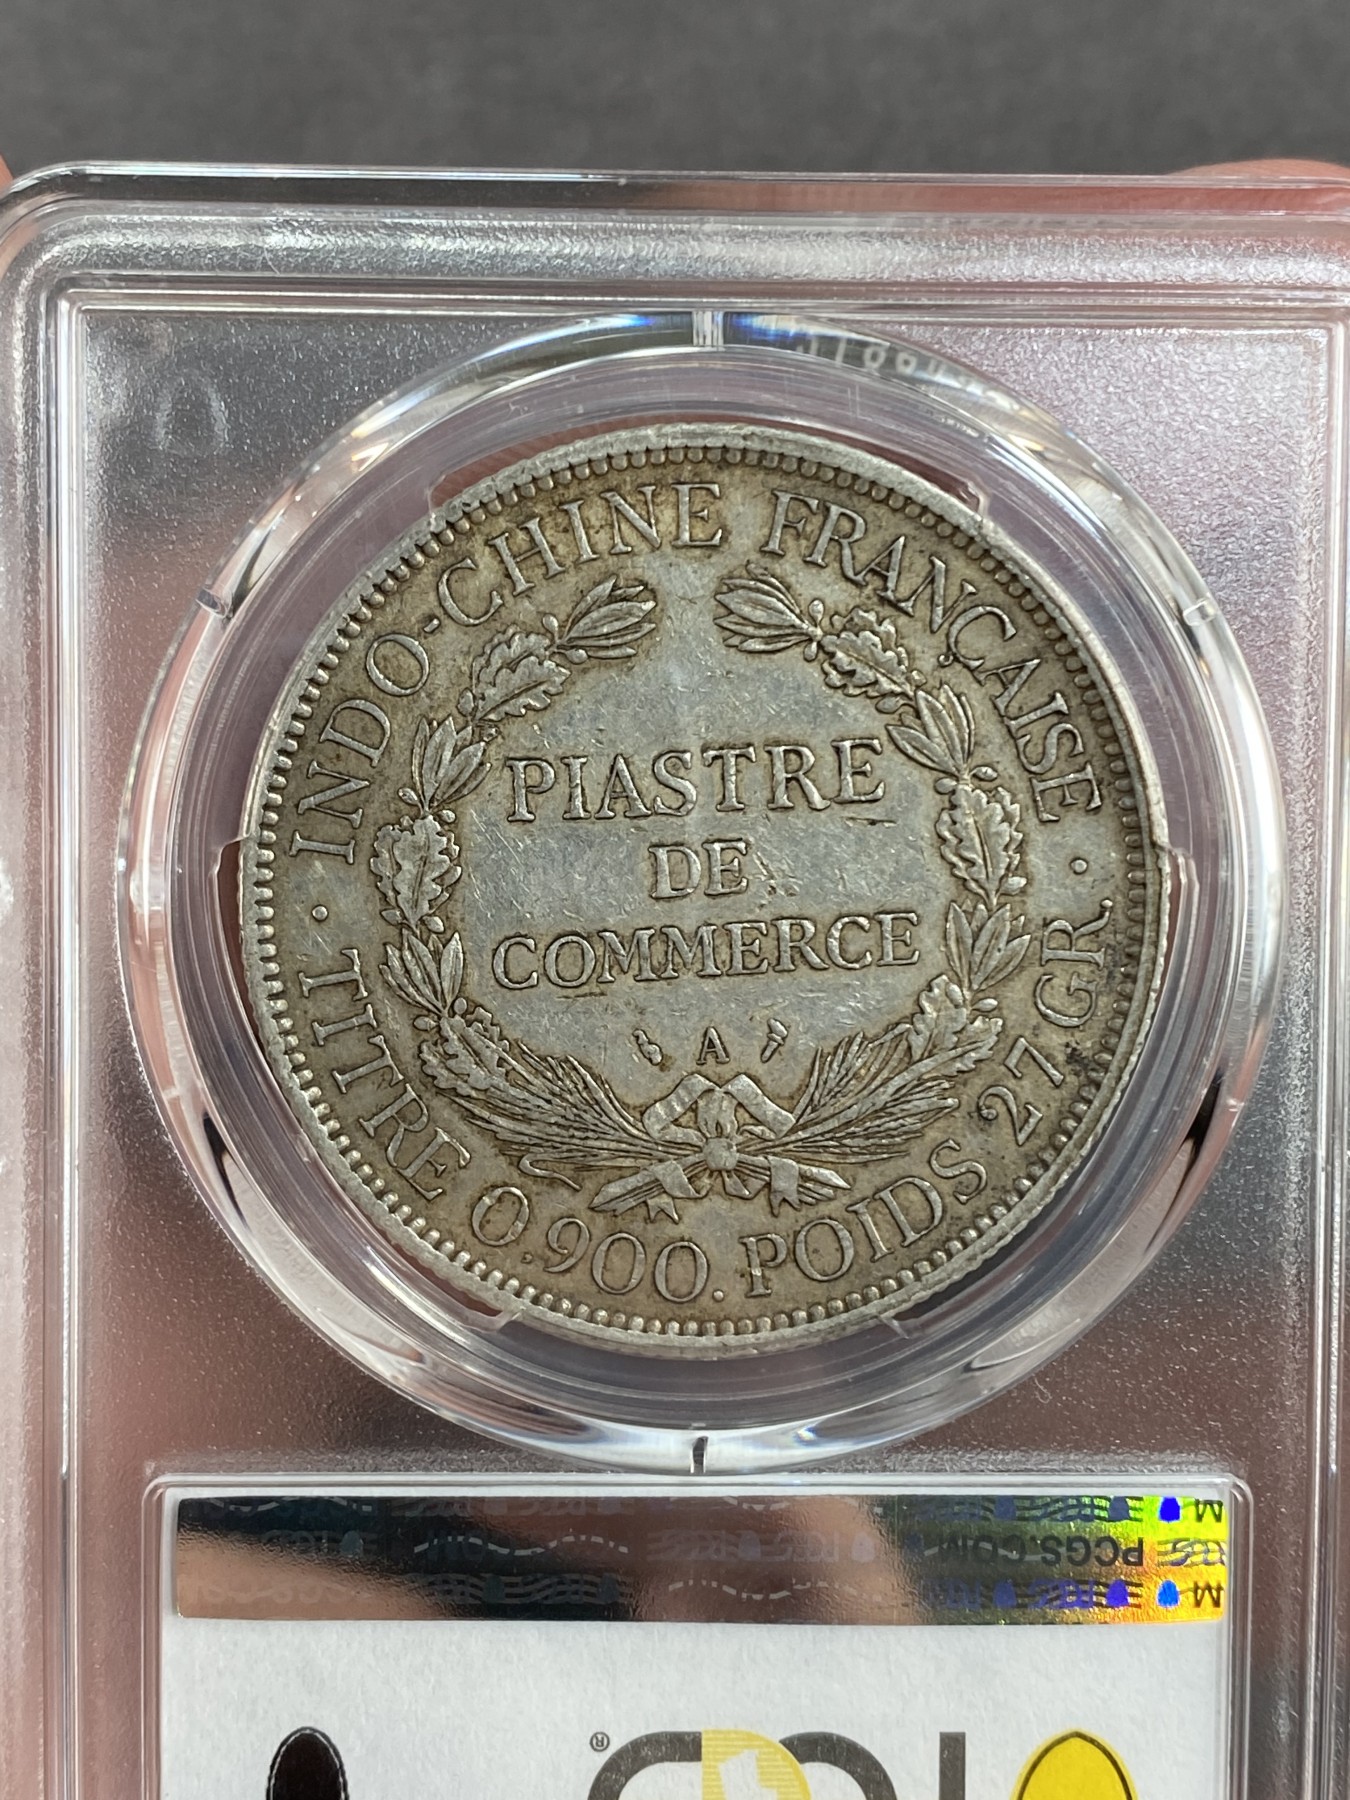 INDO-CHINE FRANÇAISE
PIASTRE
DE
COMMERCE
A
· TITRE 0,900. POIDS 27 GR. ·
PCGS.COM
®